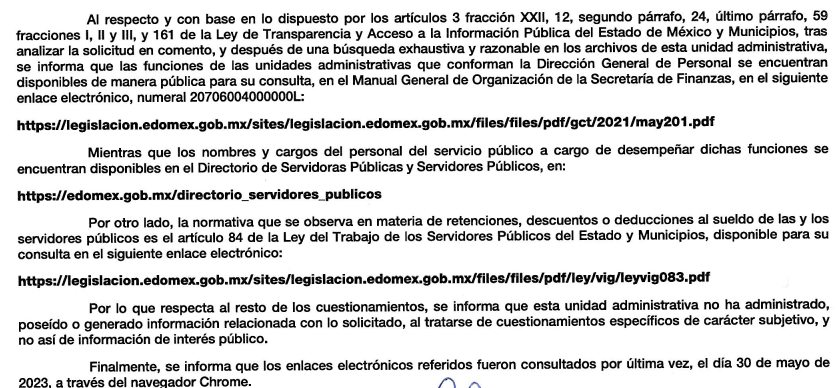 Al respecto y con base en lo dispuesto por los artículos 3 fracción XXII, 12, segundo párrafo, 24, último párrafo, 59
fracciones I, II y III, y 161 de la Ley de Transparencia y Acceso a la Información Pública del Estado de México y Municipios, tras
analizar la solicitud en comento, y después de una búsqueda exhaustiva y razonable en los archivos de esta unidad administrativa,
se informa que las funciones de las unidades administrativas que conforman la Dirección General de Personal se encuentran
disponibles de manera pública para su consulta, en el Manual General de Organización de la Secretaría de Finanzas, en el siguiente
enlace electrónico, numeral 20706004000000L:
https://legislacion.edomex.gob.mx/sites/legislacion.edomex.gob.mx/files/files/pdf/gct/2021/may201.pdf
Mientras que los nombres y cargos del personal del servicio público a cargo de desempeñar dichas funciones se
encuentran disponibles en el Directorio de Servidoras Públicas y Servidores Públicos, en:
https://edomex.gob.mx/directorio_servidores_publicos
Por otro lado, la normativa que se observa en materia de retenciones, descuentos o deducciones al sueldo de las y los
servidores públicos es el artículo 84 de la Ley del Trabajo de los Servidores Públicos del Estado y Municipios, disponible para su
consulta en el siguiente enlace electrónico:
https://legislacion.edomex.gob.mx/sites/legislacion.edomex.gob.mx/files/files/pdf/ley/vig/leyvig083.pdf
Por lo que respecta al resto de los cuestionamientos, se informa que esta unidad administrativa no ha administrado,
poseído o generado información relacionada con lo solicitado, al tratarse de cuestionamientos específicos de carácter subjetivo, y
no así de información de interés público.
Finalmente, se informa que los enlaces electrónicos referidos fueron consultados por última vez, el día 30 de mayo de
2023, a través del navegador Chrome.